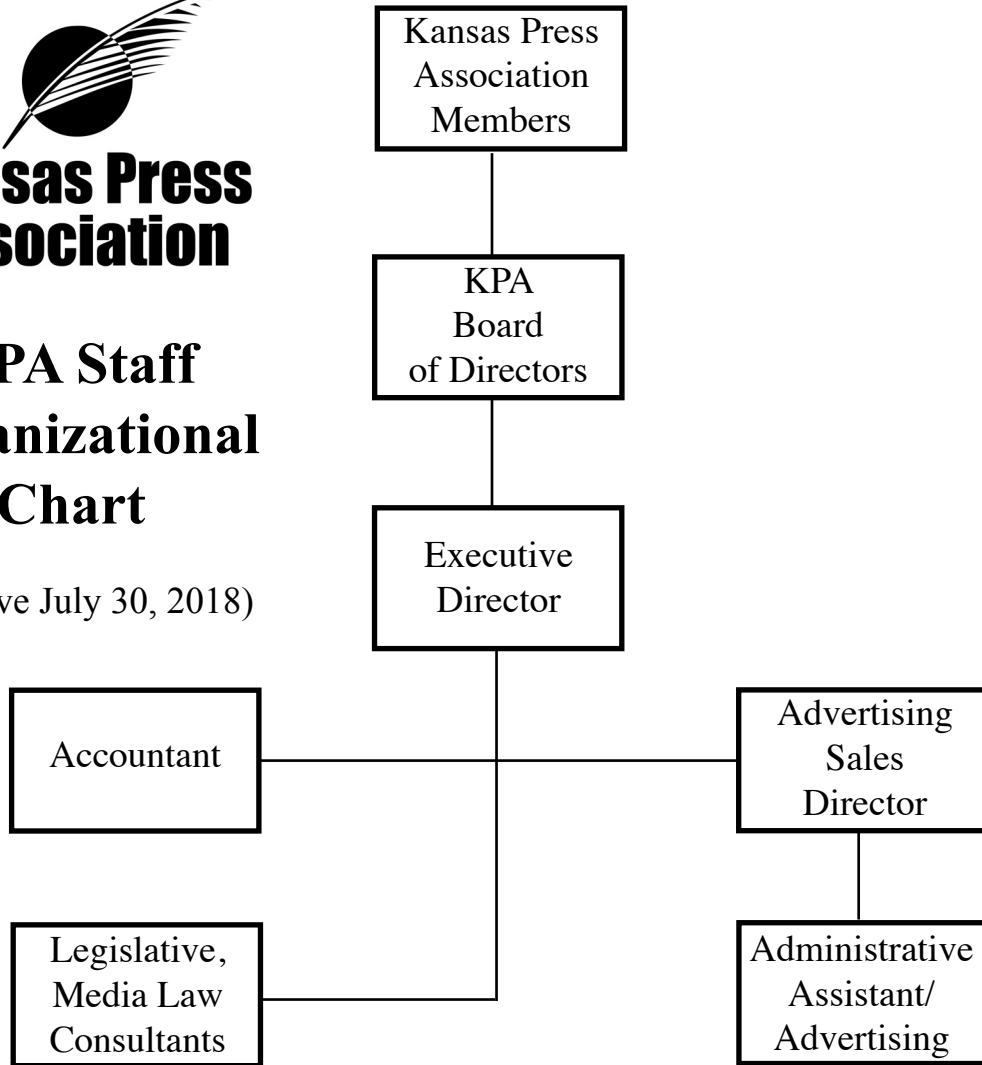 sas Press
sociation
PA Staff
anizational
Chart
ve July 30, 2018)
Kansas Press
Association
Members
KPA
Board
of Directors
Executive
Director
Accountant
Advertising
Sales
Director
Legislative,
Media Law
Consultants
Administrative
Assistant/
Advertising